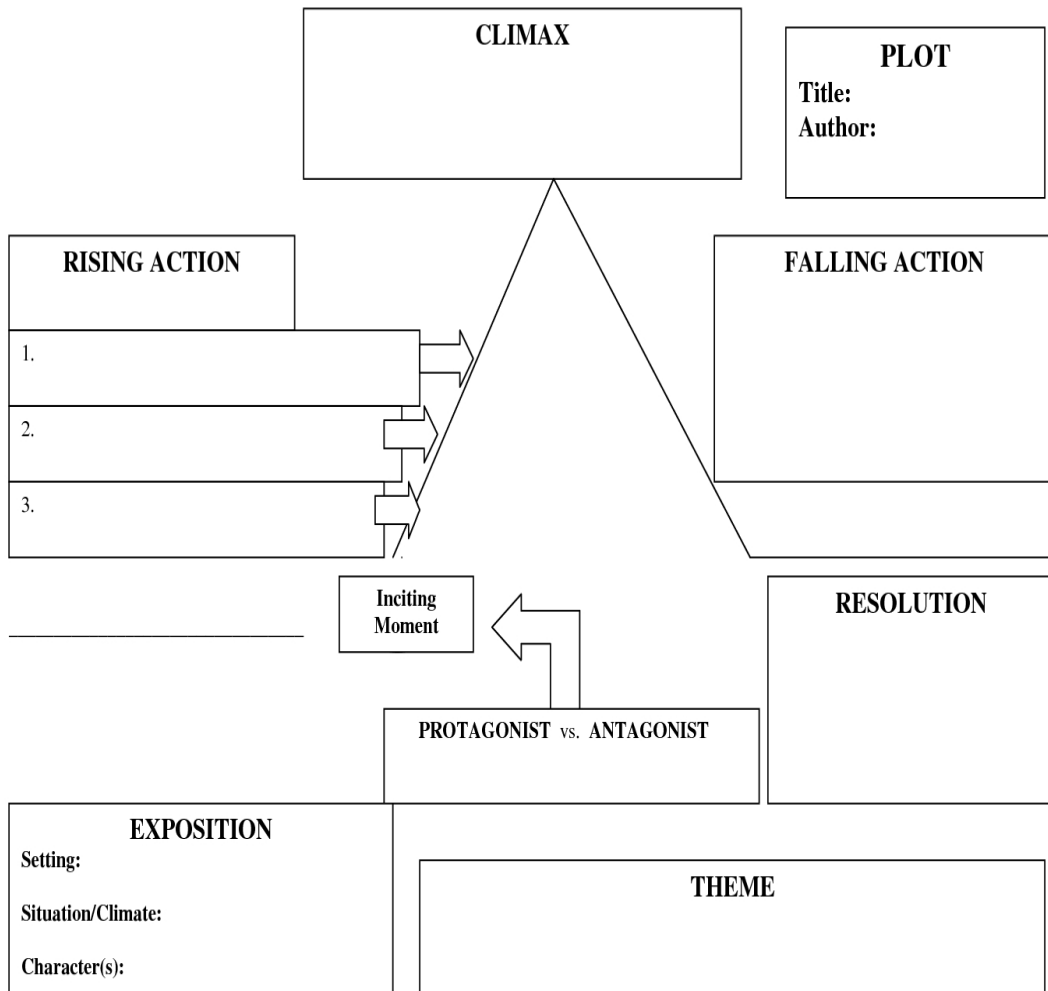 CLIMAX
PLOT
Title:
Author:
RISING ACTION
FALLING ACTION
1.
2.
3.
Inciting
Moment
RESOLUTION
PROTAGONIST vs. ANTAGONIST
EXPOSITION
Setting:
Situation/Climate:
Character(s):
THEME